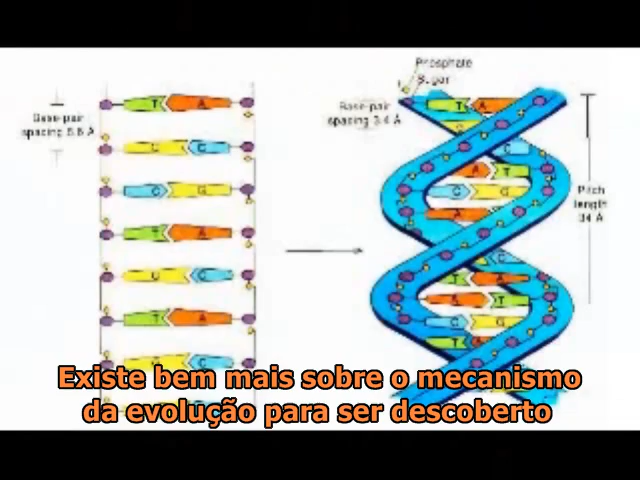 Phosphate
Sugar
Base-pair
spacing 6.8 Å
Base-pair
spacing 3.4 Å
Pitch
length
34 Å
T A
T A
G C
C
A T
C G
C G
T A
A
G C
C
A T
T A
A T
C G
G C
Existe bem mais sobre o mecanismo
da evolução para ser descoberto